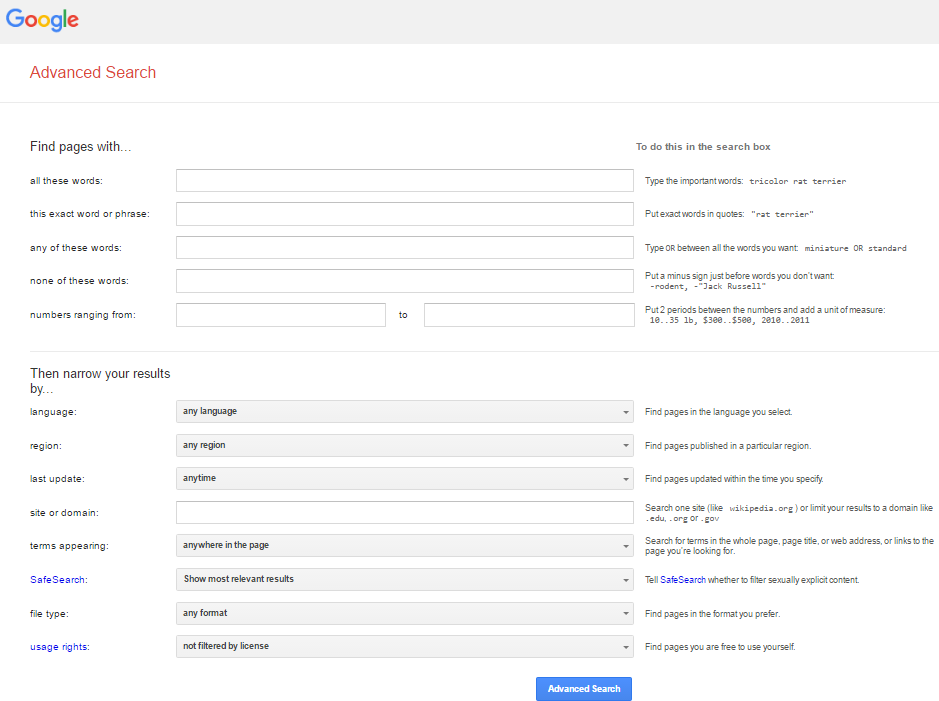 Google
Advanced Search
Find pages with...
To do this in the search box
all these words:
Type the important words: tricolor rat terrier
this exact word or phrase:
Put exact words in quotes: "rat terrier"
any of these words:
Type OR between all the words you want: miniature OR standard
none of these words:
Put a minus sign just before words you don't want:
-rodent, -"Jack Russell"
numbers ranging from:
to
Put 2 periods between the numbers and add a unit of measure:
10..35 lb, $300..$500, 2010..2011
Then narrow your results
by...
language:
any language
Find pages in the language you select.
region:
any region
Find pages published in a particular region.
last update:
anytime
Find pages updated within the time you specify.
site or domain:
Search one site (like wikipedia.org) or limit your results to a domain like
.edu, .org or .gov
terms appearing:
anywhere in the page
Search for terms in the whole page, page title, or web address, or links to the
page you're looking for.
SafeSearch:
Show most relevant results
Tell SafeSearch whether to filter sexually explicit content.
file type:
any format
Find pages in the format you prefer.
usage rights:
not filtered by license
Find pages you are free to use yourself.
Advanced Search